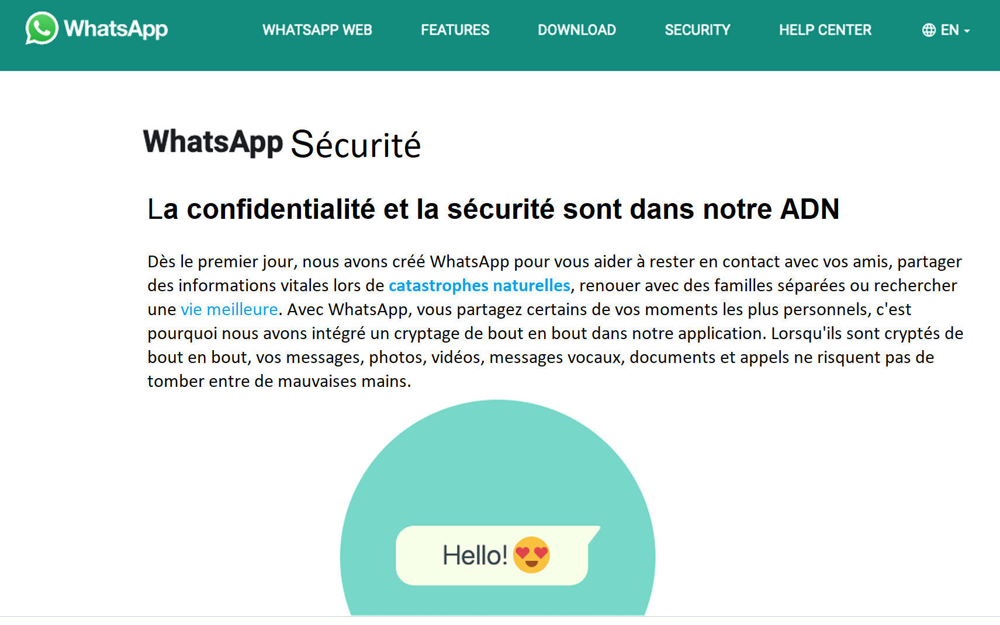 WhatsApp WHATSAPP WEB FEATURES DOWNLOAD SECURITY HELP CENTER EN
WhatsApp Sécurité
La confidentialité et la sécurité sont dans notre ADN
Dès le premier jour, nous avons créé WhatsApp pour vous aider à rester en contact avec vos amis, partager
des informations vitales lors de catastrophes naturelles, renouer avec des familles séparées ou rechercher
une vie meilleure. Avec WhatsApp, vous partagez certains de vos moments les plus personnels, c'est
pourquoi nous avons intégré un cryptage de bout en bout dans notre application. Lorsqu'ils sont cryptés de
bout en bout, vos messages, photos, vidéos, messages vocaux, documents et appels ne risquent pas de
tomber entre de mauvaises mains.
Hello! 😍